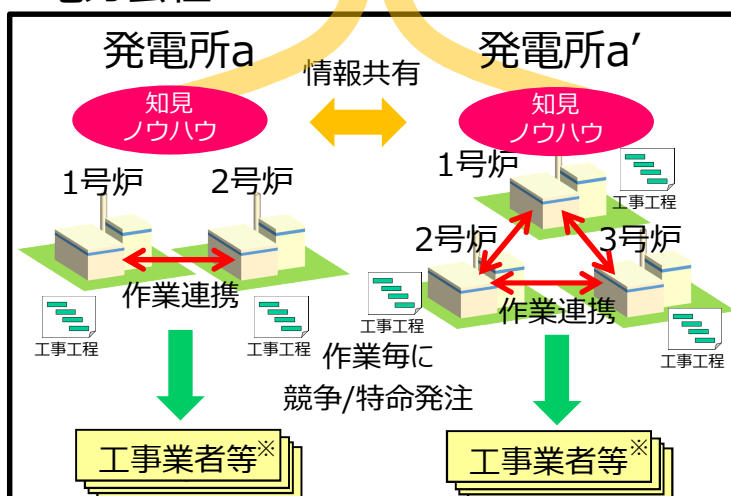 発電所a
発電所a′
情報共有
知見
ノウハウ
知見
ノウハウ
1号炉
2号炉
1号炉
工事工程
2号炉
3号炉
作業連携
作業連携
工事工程
工事工程
工事工程
工事工程
作業毎に
競争/特命発注
工事業者等※
工事業者等※